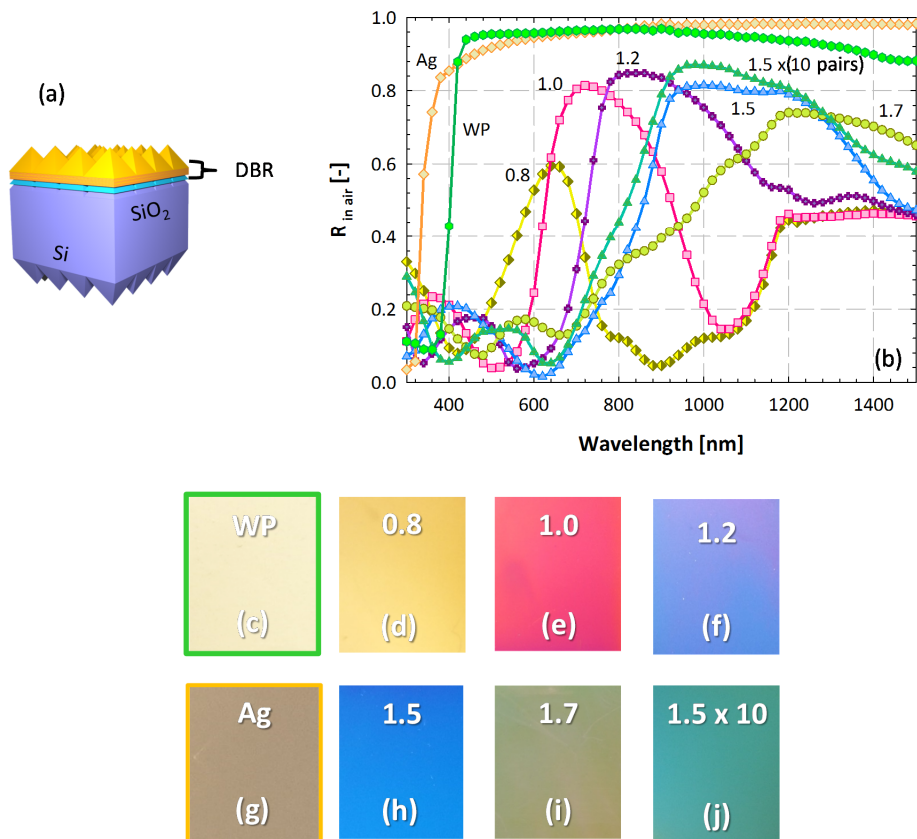 (a)
DBR
SiO2
Si
(b)
R in air [-]
1.0
0.8
0.6
0.4
0.2
0.0
Ag
WP
0.8
1.0
1.2
1.5 x(10 pairs)
1.5
1.7
400 600 800 1000 1200 1400
Wavelength [nm]
WP
(c)
0.8
(d)
1.0
(e)
1.2
(f)
Ag
(g)
1.5
(h)
1.7
(i)
1.5 x 10
(j)